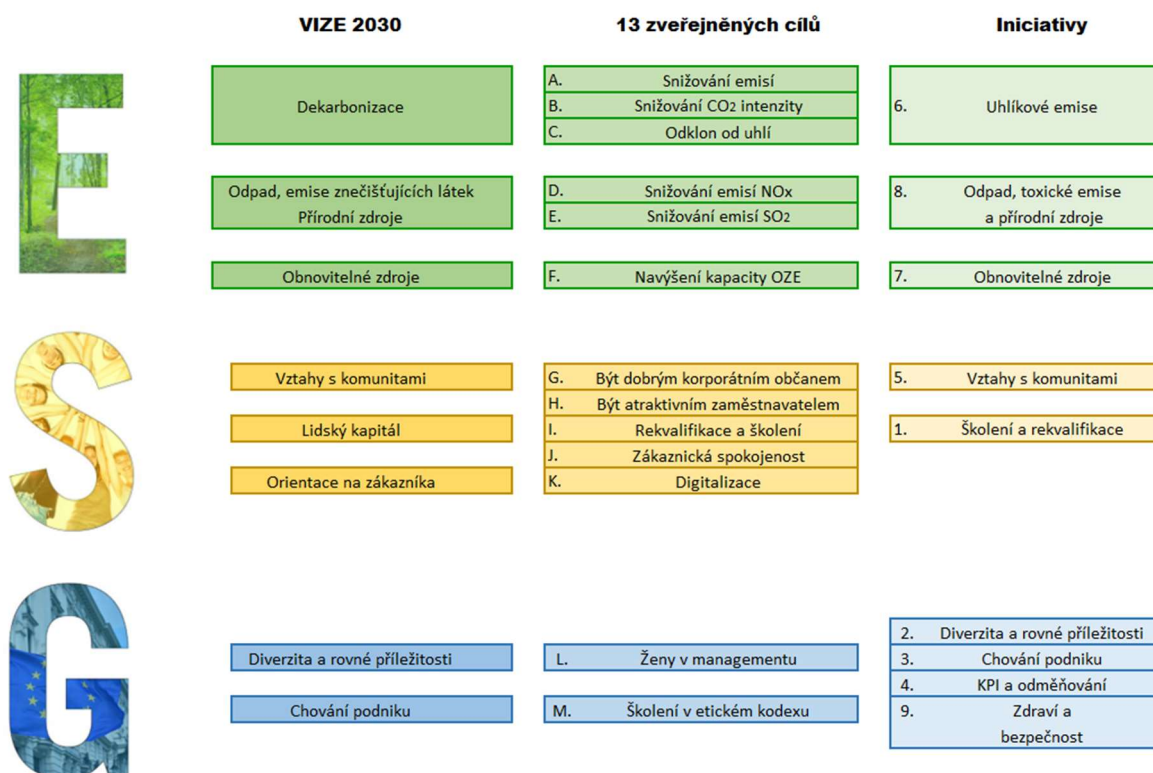 VIZE 2030
13 zveřejněných cílů
Iniciativy
E
Dekarbonizace
A. Snižování emisí
B. Snižování CO2 intenzity
C. Odklon od uhlí
6. Uhlíkové emise
Odpad, emise znečišťujících látek
Přírodní zdroje
D. Snižování emisí NOx
E. Snižování emisí SO2
8. Odpad, toxické emise
a přírodní zdroje
Obnovitelné zdroje
F. Navýšení kapacity OZE
7. Obnovitelné zdroje
S
Vztahy s komunitami
G. Být dobrým korporátním občanem
5. Vztahy s komunitami
H. Být atraktivním zaměstnavatelem
Lidský kapitál
I. Rekvalifikace a školení
1. Školení a rekvalifikace
J. Zákaznická spokojenost
Orientace na zákazníka
K. Digitalizace
G
2. Diverzita a rovné příležitosti
Diverzita a rovné příležitosti
L. Ženy v managementu
3. Chování podniku
4. KPI a odměňování
Chování podniku
M. Školení v etickém kodexu
9. Zdraví a
bezpečnost